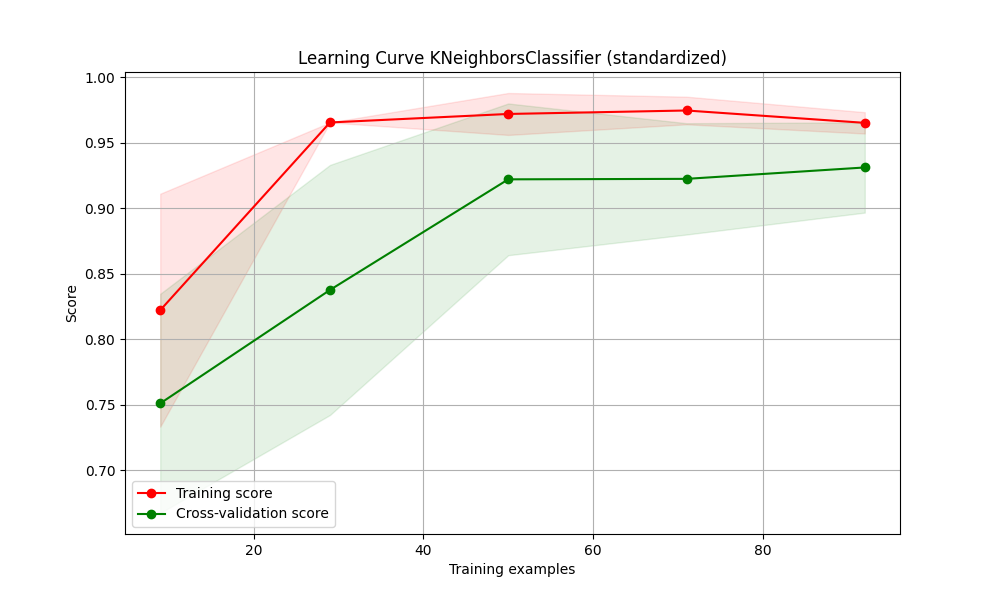 Learning Curve KNeighborsClassifier (standardized)
1.00
0.95
0.90
0.85
0.80
0.75
0.70
Score
Training score
Cross-validation score
20
40
60
80
Training examples